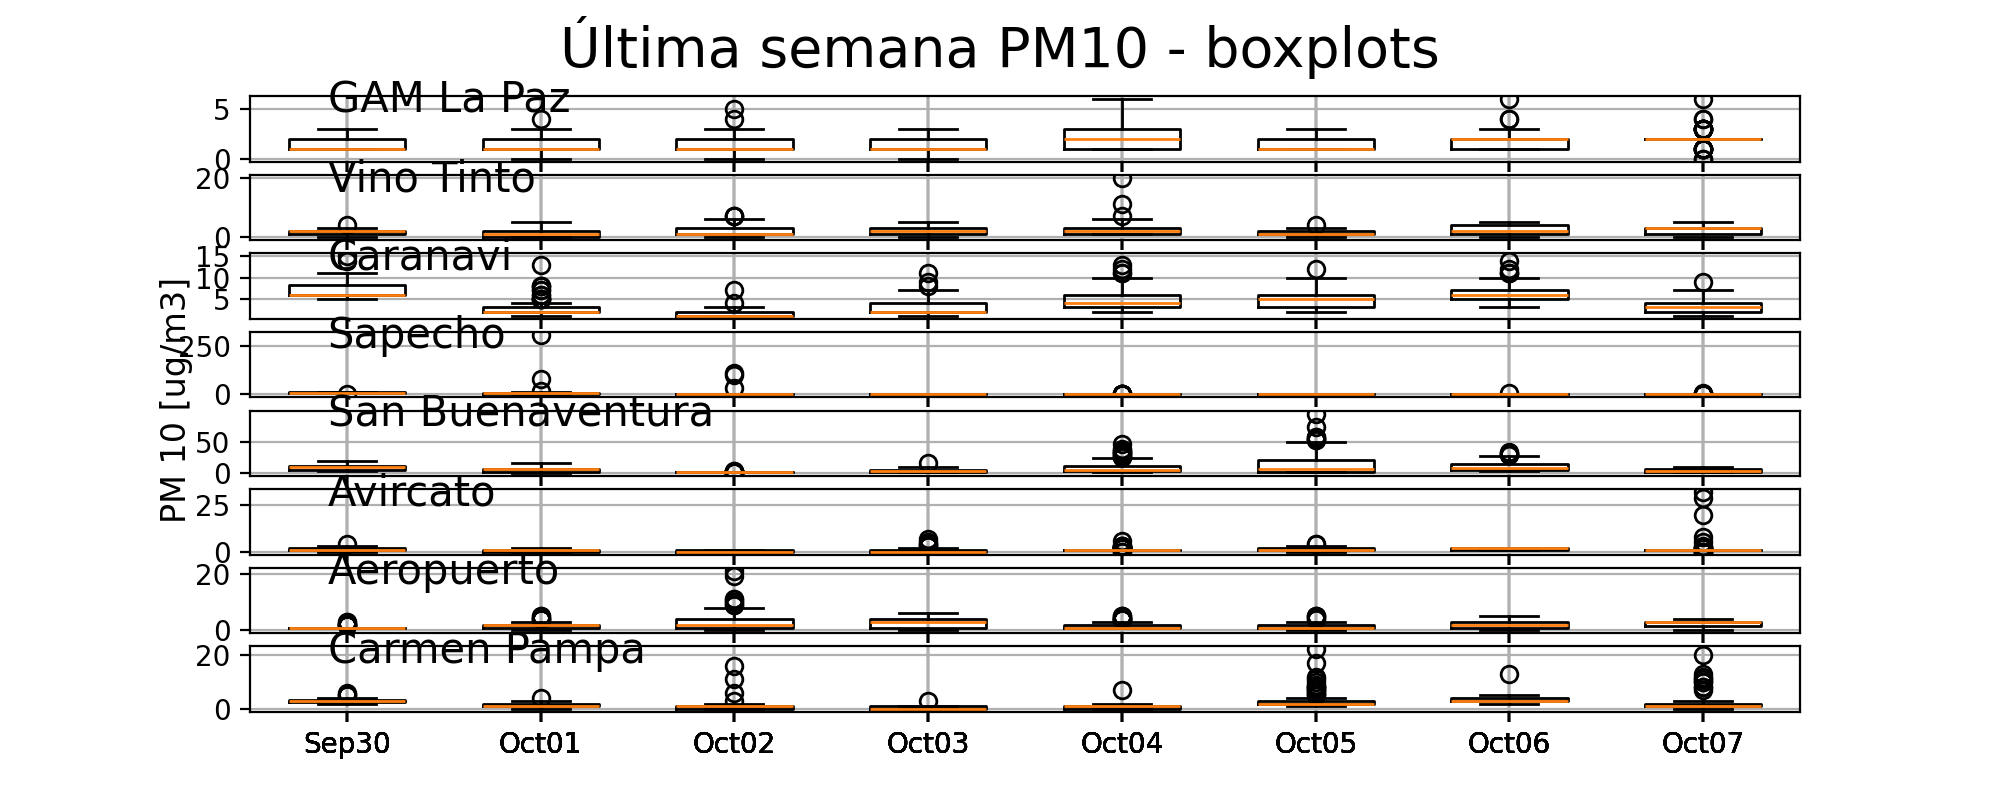 Última semana PM10 - boxplots
GAM La Paz
5
0
Vino Tinto
20
0
Caranavi
15
10
5
Sapecho
250
0
San Buenaventura
50
0
Avircato
25
0
Aeropuerto
20
0
Carmen Pampa
20
0
PM 10 [ug/m3]
Sep30 Oct01 Oct02 Oct03 Oct04 Oct05 Oct06 Oct07